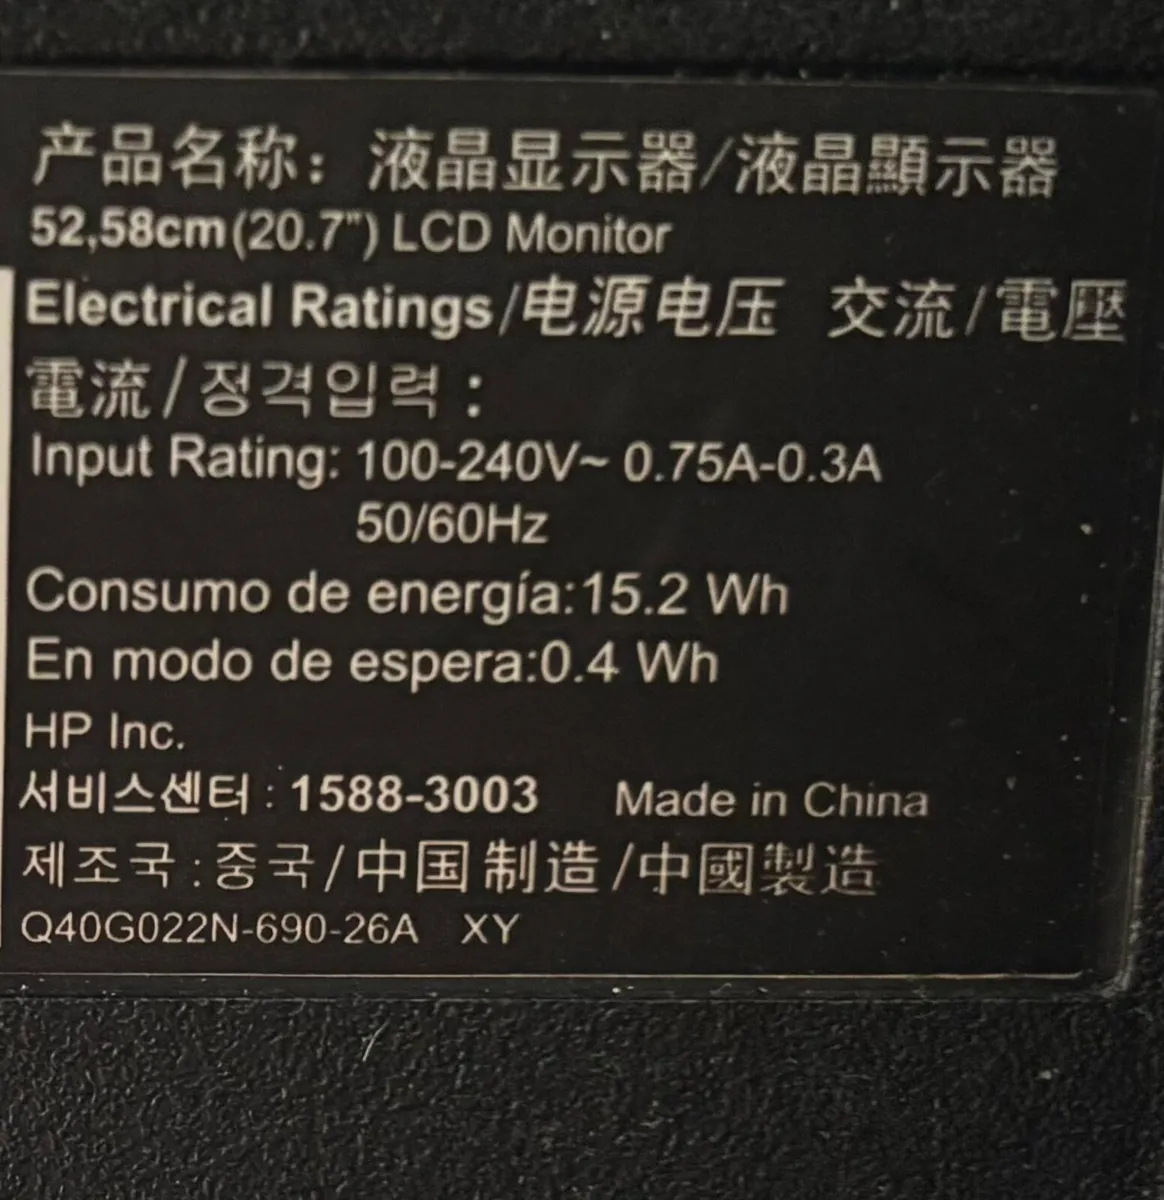 产品名称：液晶显示器/液晶顯示器
52,58cm(20.7") LCD Monitor
Electrical Ratings/电源电压 交流/電壓
電流/정격입력：
Input Rating: 100-240V~ 0.75A-0.3A
50/60Hz
Consumo de energía:15.2 Wh
En modo de espera:0.4 Wh
HP Inc.
서비스센터 : 1588-3003 Made in China
제조국 : 중국/中国制造/中國製造
Q40G022N-690-26A XY